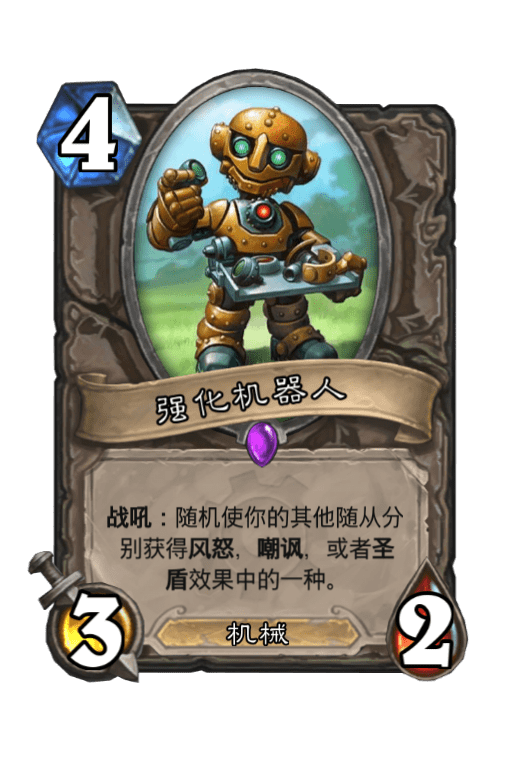 4
强化机器人
战吼：随机使你的其他随从分
别获得风怒，嘲讽，或者圣
盾效果中的一种。
3
机械
2